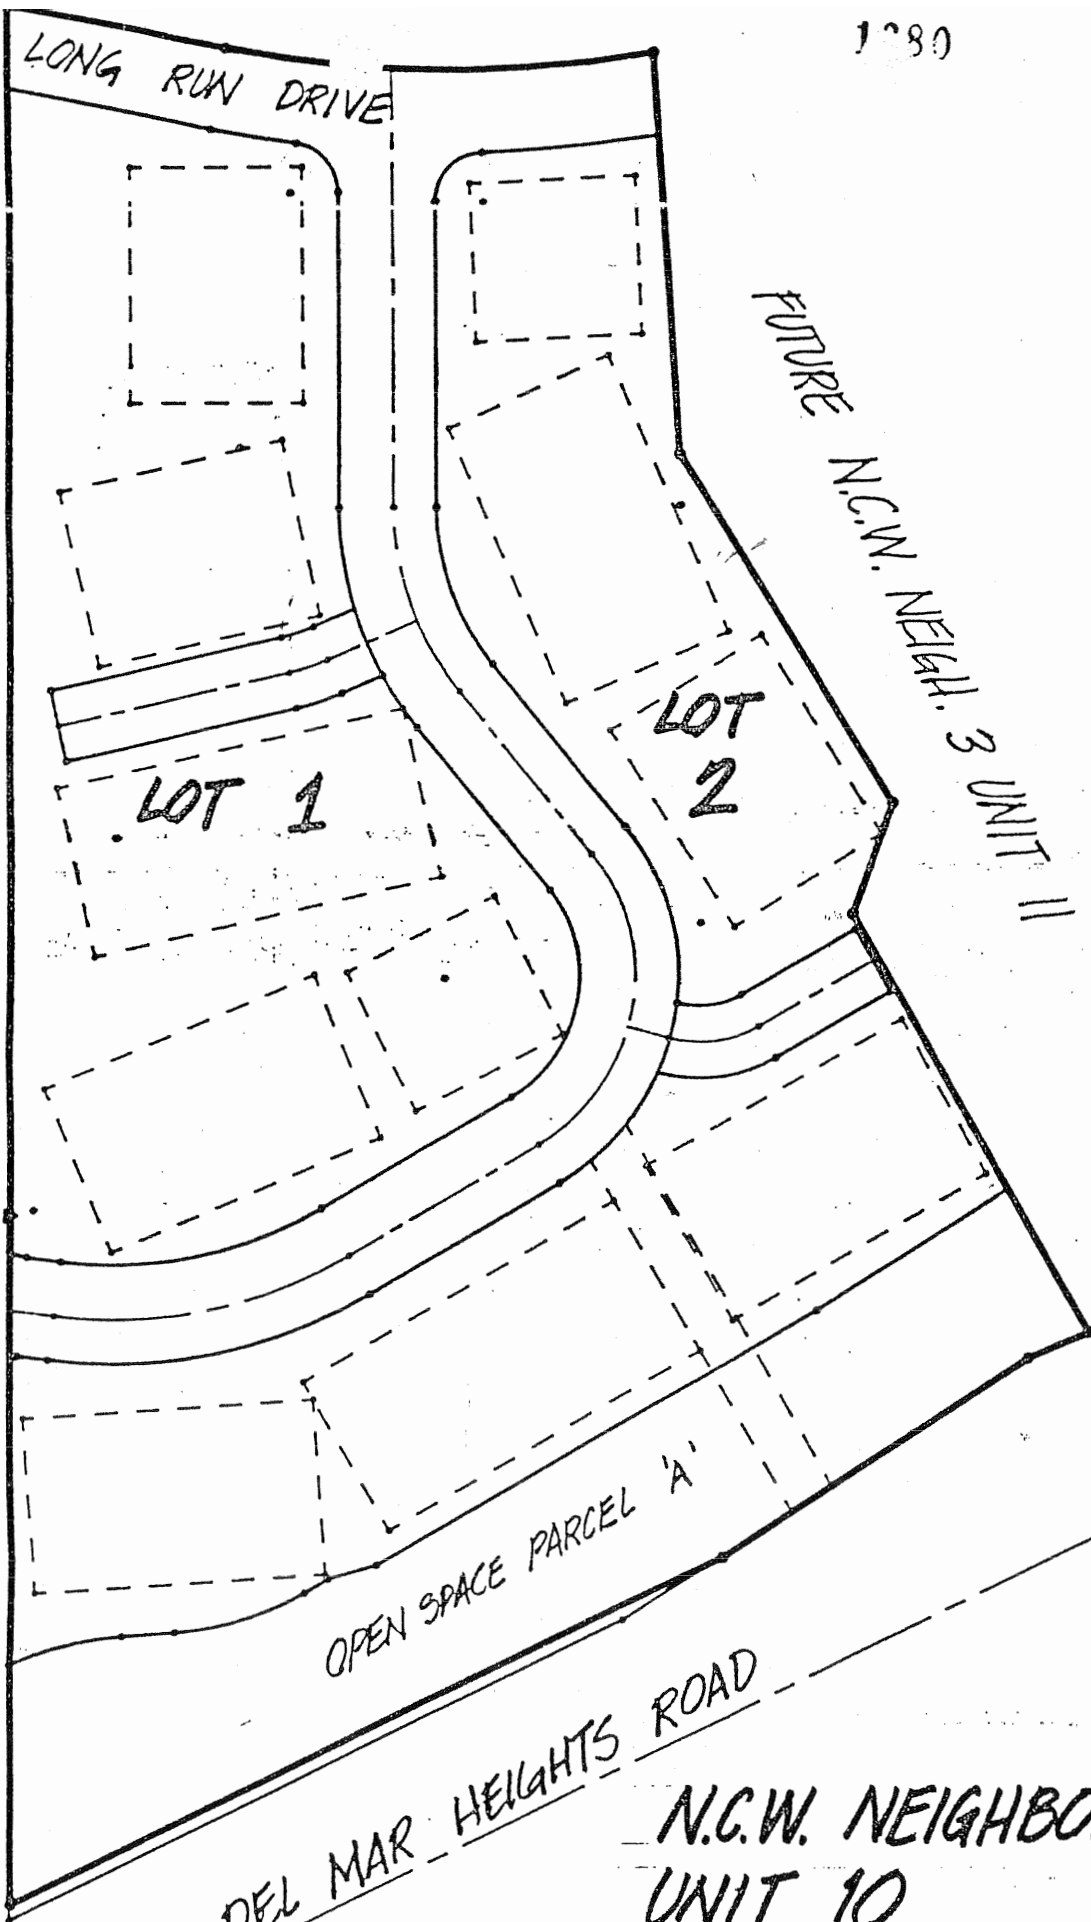 LONG RUN DRIVE
FUTURE N.C.W. NEIGH. 3 UNIT 11
LOT
2
LOT 1
OPEN SPACE PARCEL 'A'
DEL MAR HEIGHTS ROAD
N.C.W. NEIGHBO
UNIT 10